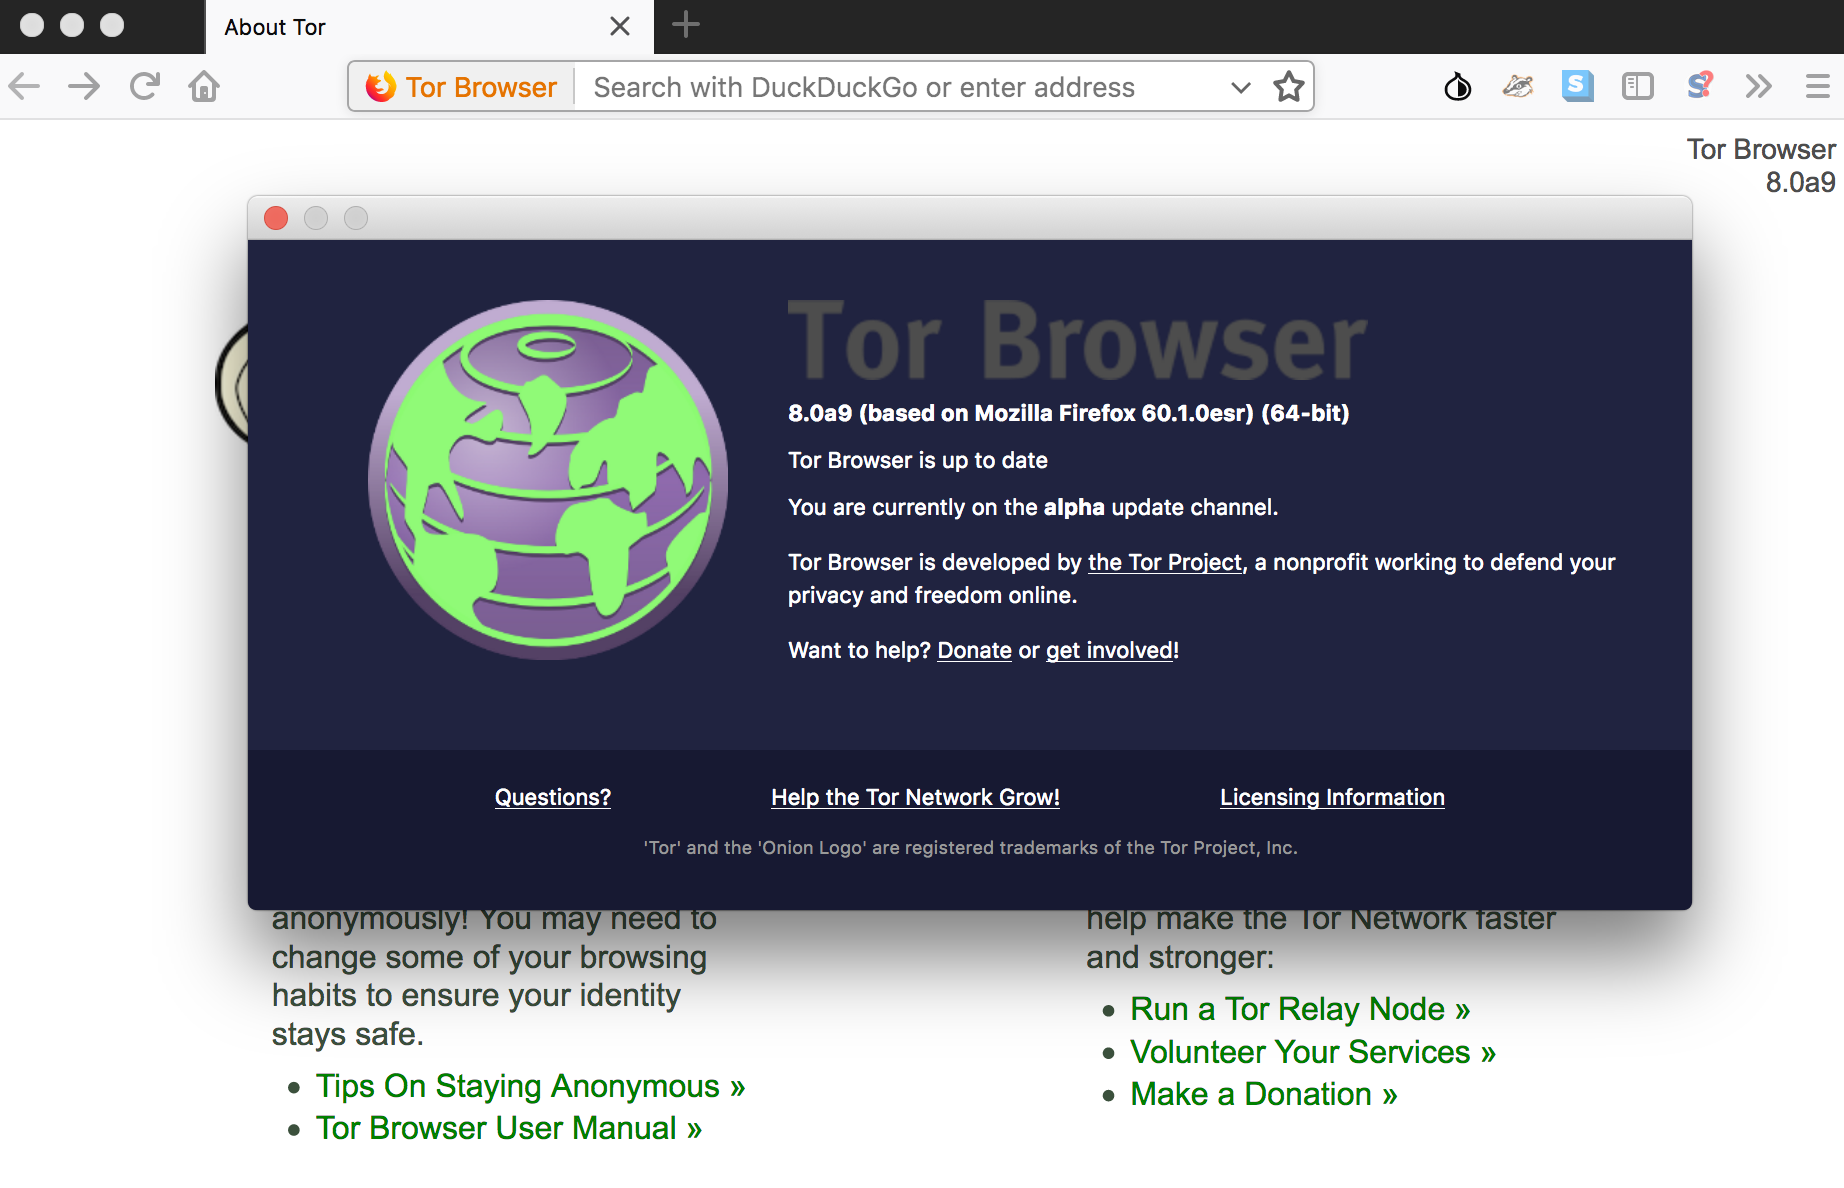 About Tor
Tor Browser
Search with DuckDuckGo or enter address
S
S?
Tor Browser
8.0a9
Tor Browser
8.0a9 (based on Mozilla Firefox 60.1.0esr) (64-bit)
Tor Browser is up to date
You are currently on the alpha update channel.
Tor Browser is developed by the Tor Project, a nonprofit working to defend your
privacy and freedom online.
Want to help? Donate or get involved!
Questions?
Help the Tor Network Grow!
Licensing Information
'Tor' and the 'Onion Logo' are registered trademarks of the Tor Project, Inc.
anonymously! You may need to
change some of your browsing
habits to ensure your identity
stays safe.
• Tips On Staying Anonymous »
• Tor Browser User Manual »
help make the Tor Network faster
and stronger:
• Run a Tor Relay Node »
• Volunteer Your Services »
• Make a Donation »